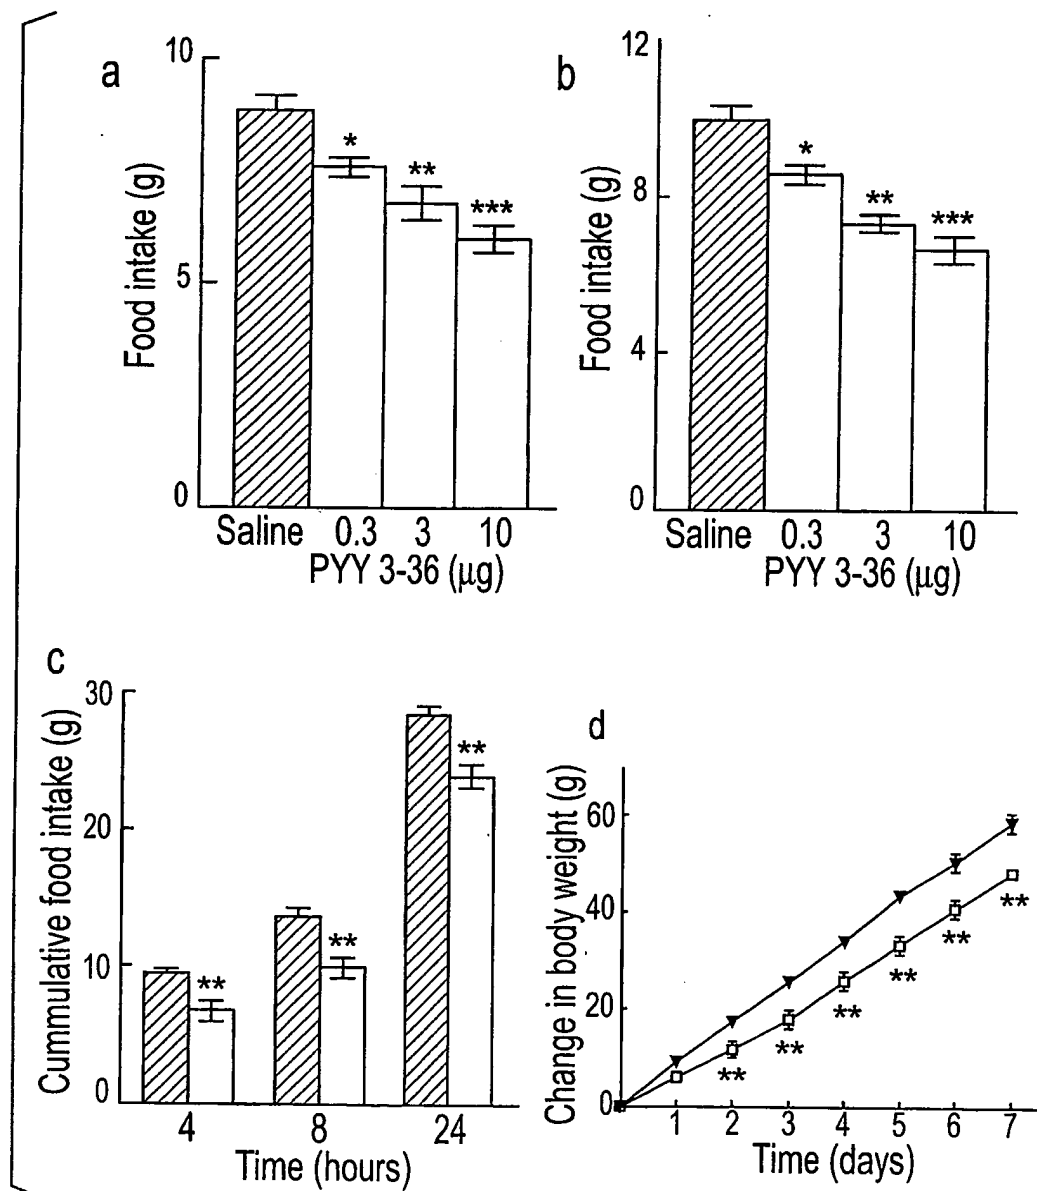 a
10
5
0
Food intake (g)
*
**
***
Saline 0.3 3 10
PYY 3-36 (μg)
b
12
8
4
0
Food intake (g)
*
**
***
Saline 0.3 3 10
PYY 3-36 (μg)
c
30
20
10
0
Cummulative food intake (g)
**
**
**
4 8 24
Time (hours)
d
60
40
20
0
Change in body weight (g)
**
**
**
**
**
**
1 2 3 4 5 6 7
Time (days)